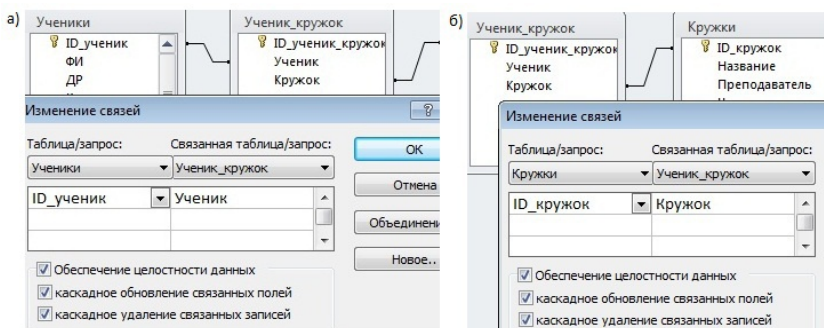 а)
Ученики
ID_ученик
ФИ
ДР
Ученик_кружок
ID_ученик_кружок
Ученик
Кружок
Изменение связей
?
Таблица/запрос:
Связанная таблица/запрос:
Ученики
Ученик_кружок
ID_ученик
Ученик
Обеспечение целостности данных
каскадное обновление связанных полей
каскадное удаление связанных записей
ОК
Отмена
Объединени
Новое..
б)
Ученик_кружок
ID_ученик_кружок
Ученик
Кружок
Кружки
ID_кружок
Название
Преподаватель
Изменение связей
Таблица/запрос:
Связанная таблица/запрос:
Кружки
Ученик_кружок
ID_кружок
Кружок
Обеспечение целостности данных
каскадное обновление связанных полей
каскадное удаление связанных записей